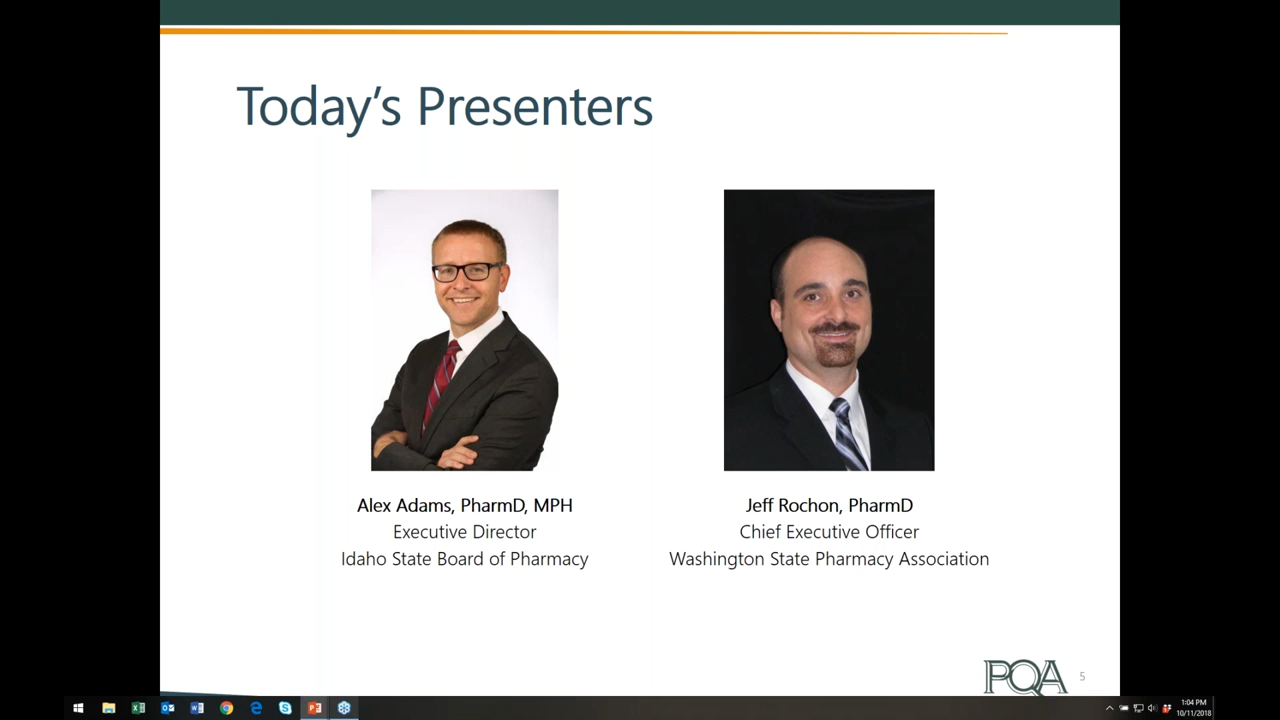 Today's Presenters
Alex Adams, PharmD, MPH
Executive Director
Idaho State Board of Pharmacy
Jeff Rochon, PharmD
Chief Executive Officer
Washington State Pharmacy Association
PQA
5
1:04 PM
10/11/2018